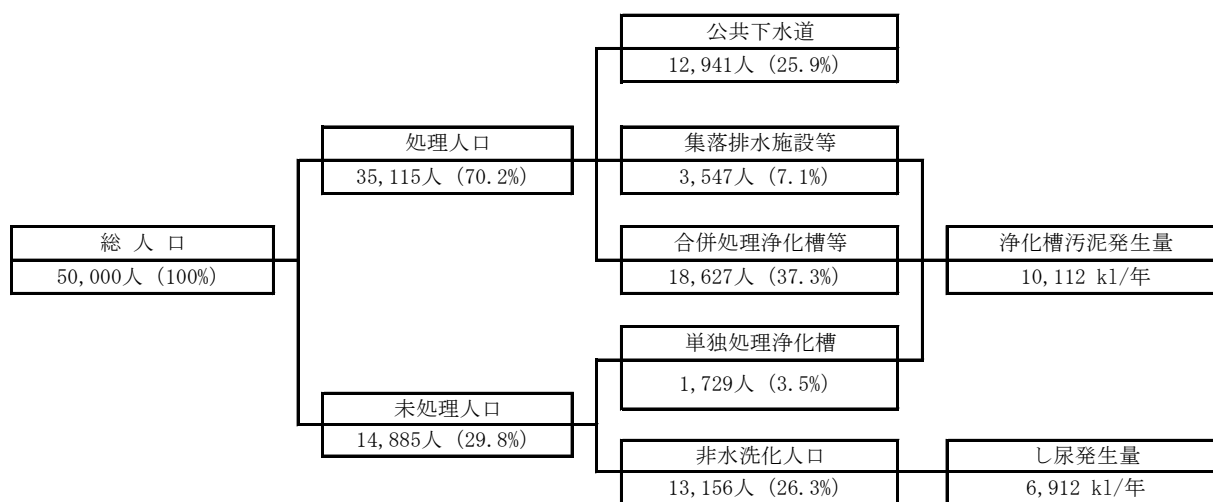 公共下水道
12,941人 (25.9%)
処理人口
35,115人 (70.2%)
集落排水施設等
3,547人 (7.1%)
総 人 口
50,000人 (100%)
合併処理浄化槽等
18,627人 (37.3%)
浄化槽汚泥発生量
10,112 kl/年
単独処理浄化槽
1,729人 (3.5%)
未処理人口
14,885人 (29.8%)
非水洗化人口
13,156人 (26.3%)
し尿発生量
6,912 kl/年